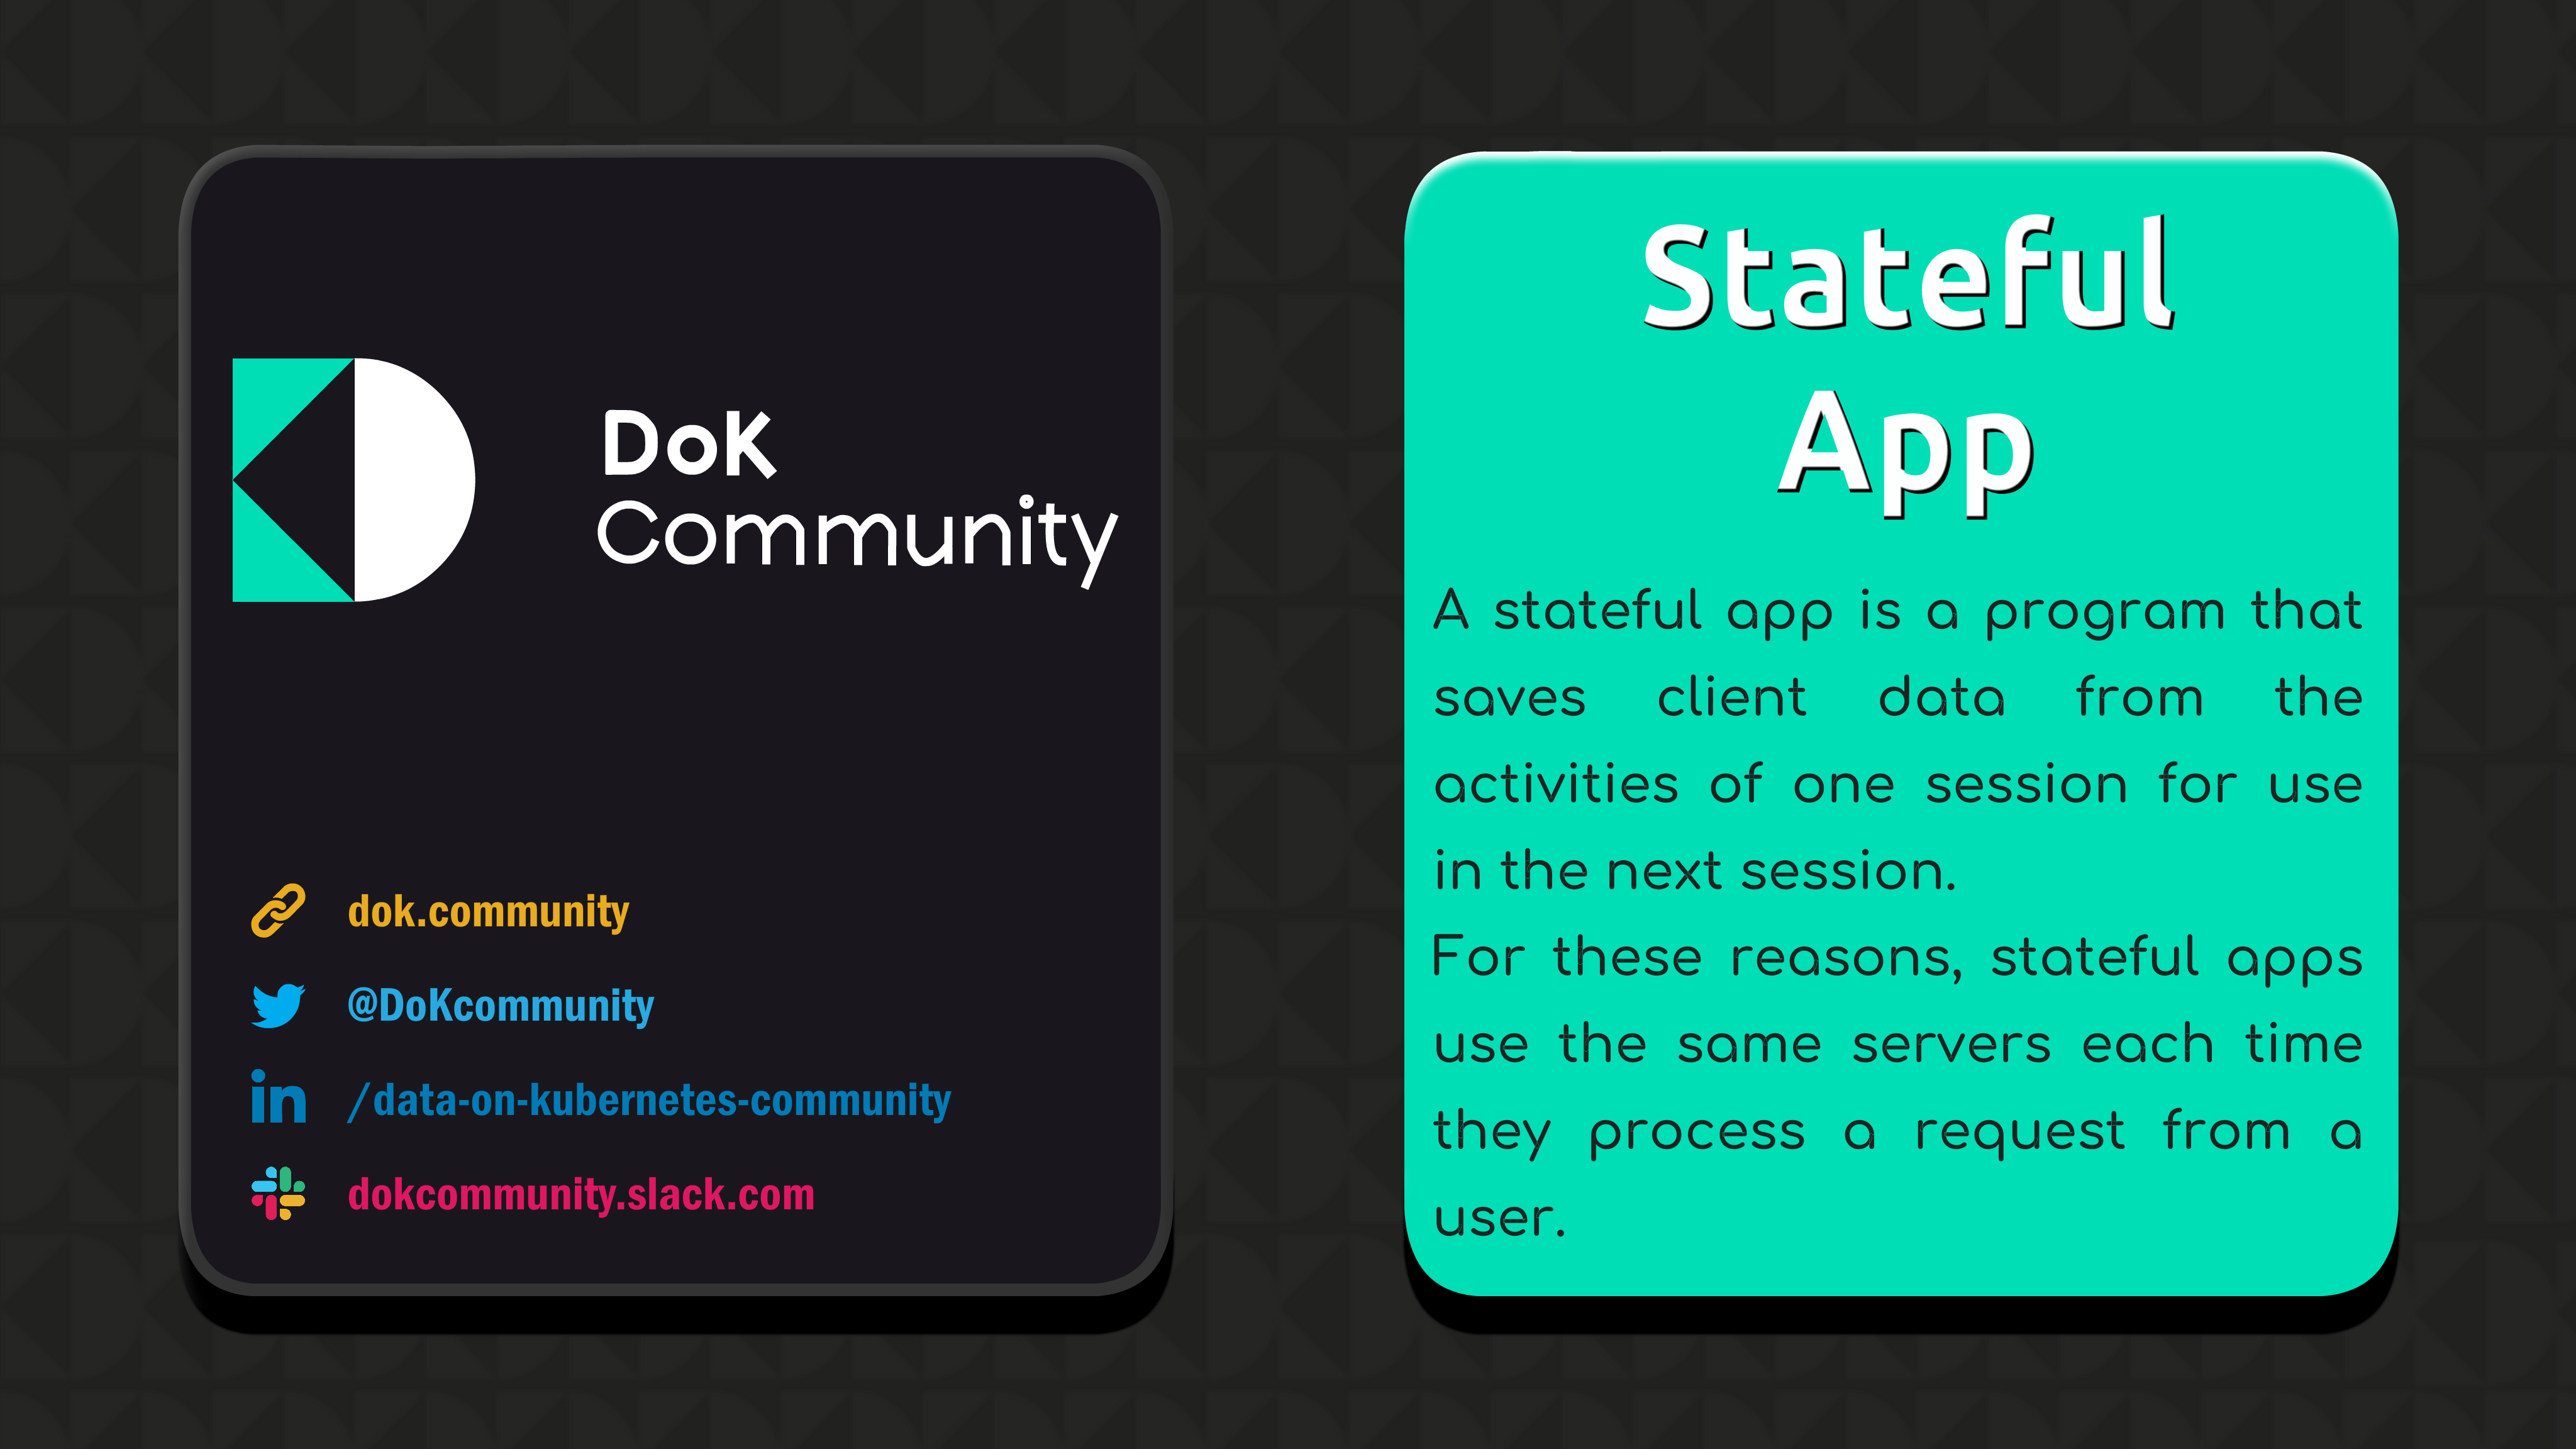 DoK
Community
dok.community
@DoKcommunity
/data-on-kubernetes-community
dokcommunity.slack.com
Stateful
App
A stateful app is a program that
saves client data from the
activities of one session for use
in the next session.
For these reasons, stateful apps
use the same servers each time
they process a request from a
user.